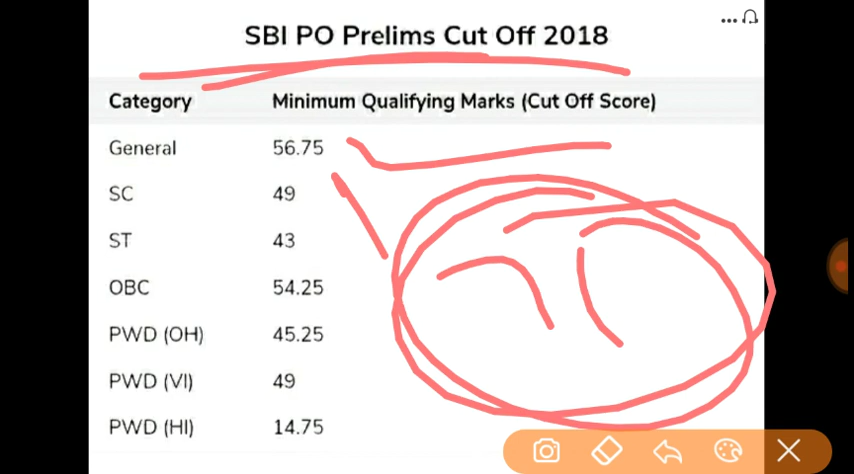 SBI PO Prelims Cut Off 2018
Category Minimum Qualifying Marks (Cut Off Score)
General 56.75
SC 49
ST 43
OBC 54.25
PWD (OH) 45.25
PWD (VI) 49
PWD (HI) 14.75